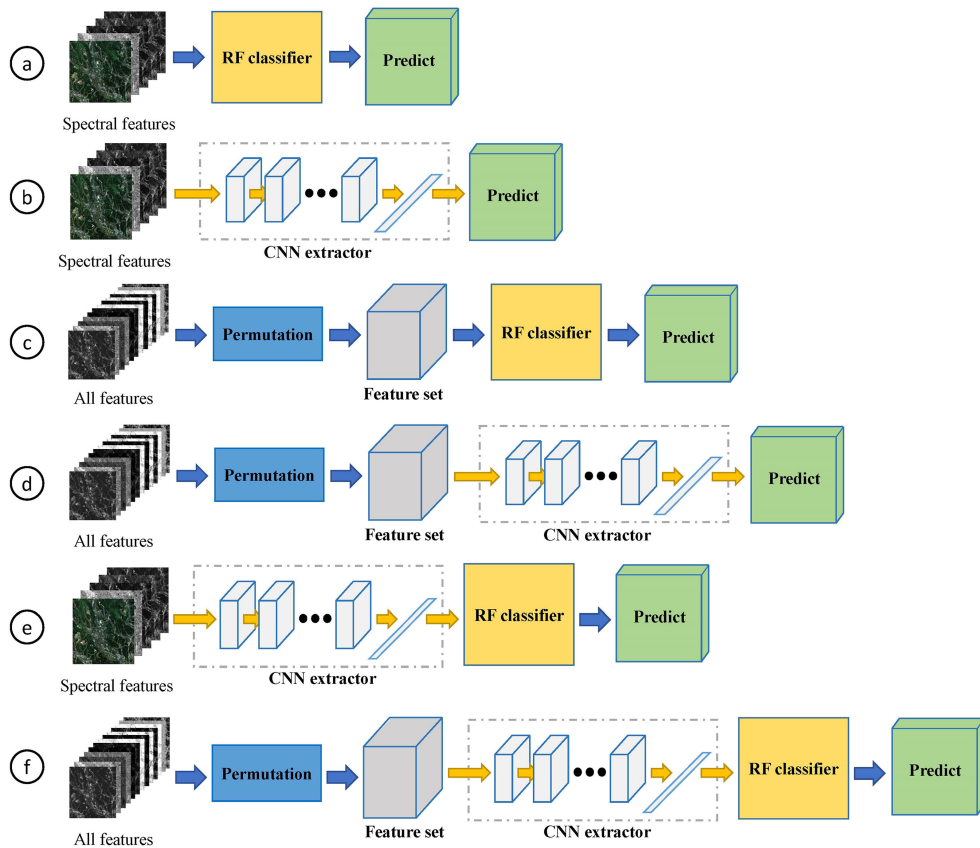 a
RF classifier
Predict
Spectral features
b
Predict
CNN extractor
Spectral features
c
Permutation
RF classifier
Predict
Feature set
All features
d
Permutation
Predict
Feature set
CNN extractor
All features
e
RF classifier
Predict
CNN extractor
Spectral features
f
Permutation
RF classifier
Predict
Feature set
CNN extractor
All features